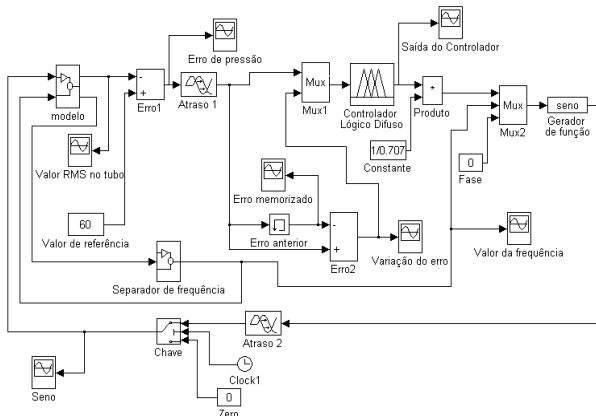 Saída do Controlador
Erro de pressão
modelo
-
+
Erro1
Atraso 1
Mux
Mux1
Controlador
Lógico Difuso
*
Produto
Mux
Mux2
seno
Gerador
de função
Valor RMS no tubo
1/0.707
Constante
0
Fase
Erro memorizado
60
Valor de referência
Erro anterior
-
+
Erro2
Variação do erro
Valor da frequência
Separador de frequência
Chave
Atraso 2
Seno
Clock1
0
Zero